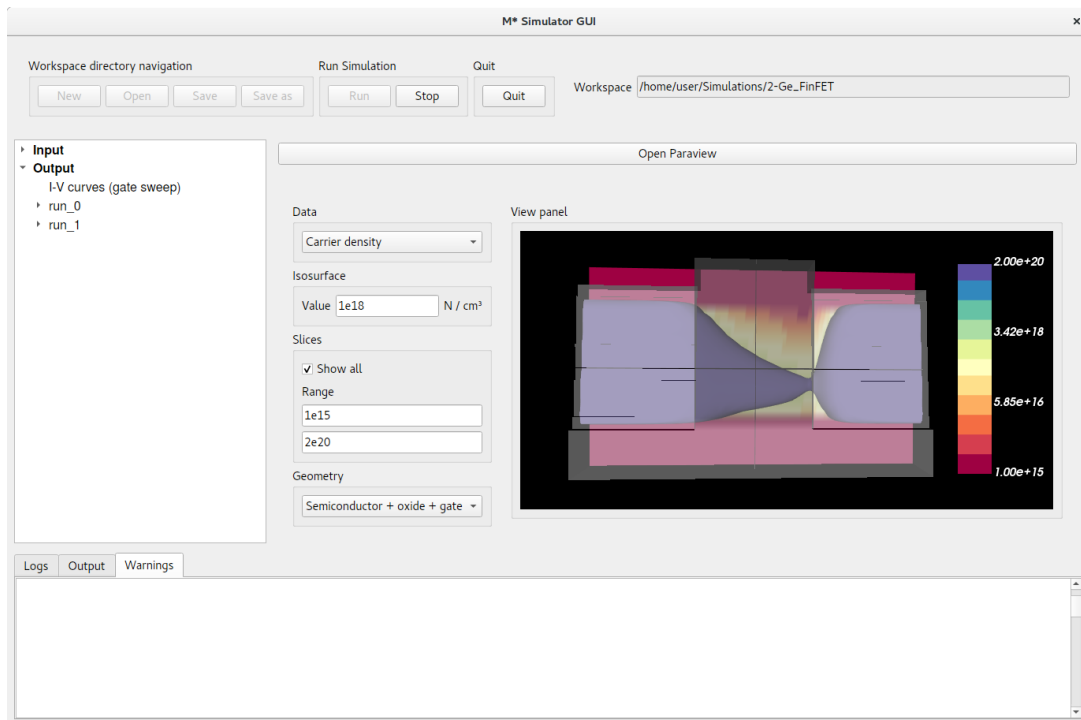 M* Simulator GUI
×
Workspace directory navigation
New
Open
Save
Save as
Run Simulation
Run
Stop
Quit
Quit
Workspace
/home/user/Simulations/2-Ge_FinFET
Input
Output
I-V curves (gate sweep)
run_0
run_1
Open Paraview
Data
Carrier density
Isosurface
Value 1e18 N / cm³
Slices
Show all
Range
1e15
2e20
Geometry
Semiconductor + oxide + gate
View panel
2.00e+20
3.42e+18
5.85e+16
1.00e+15
Logs
Output
Warnings